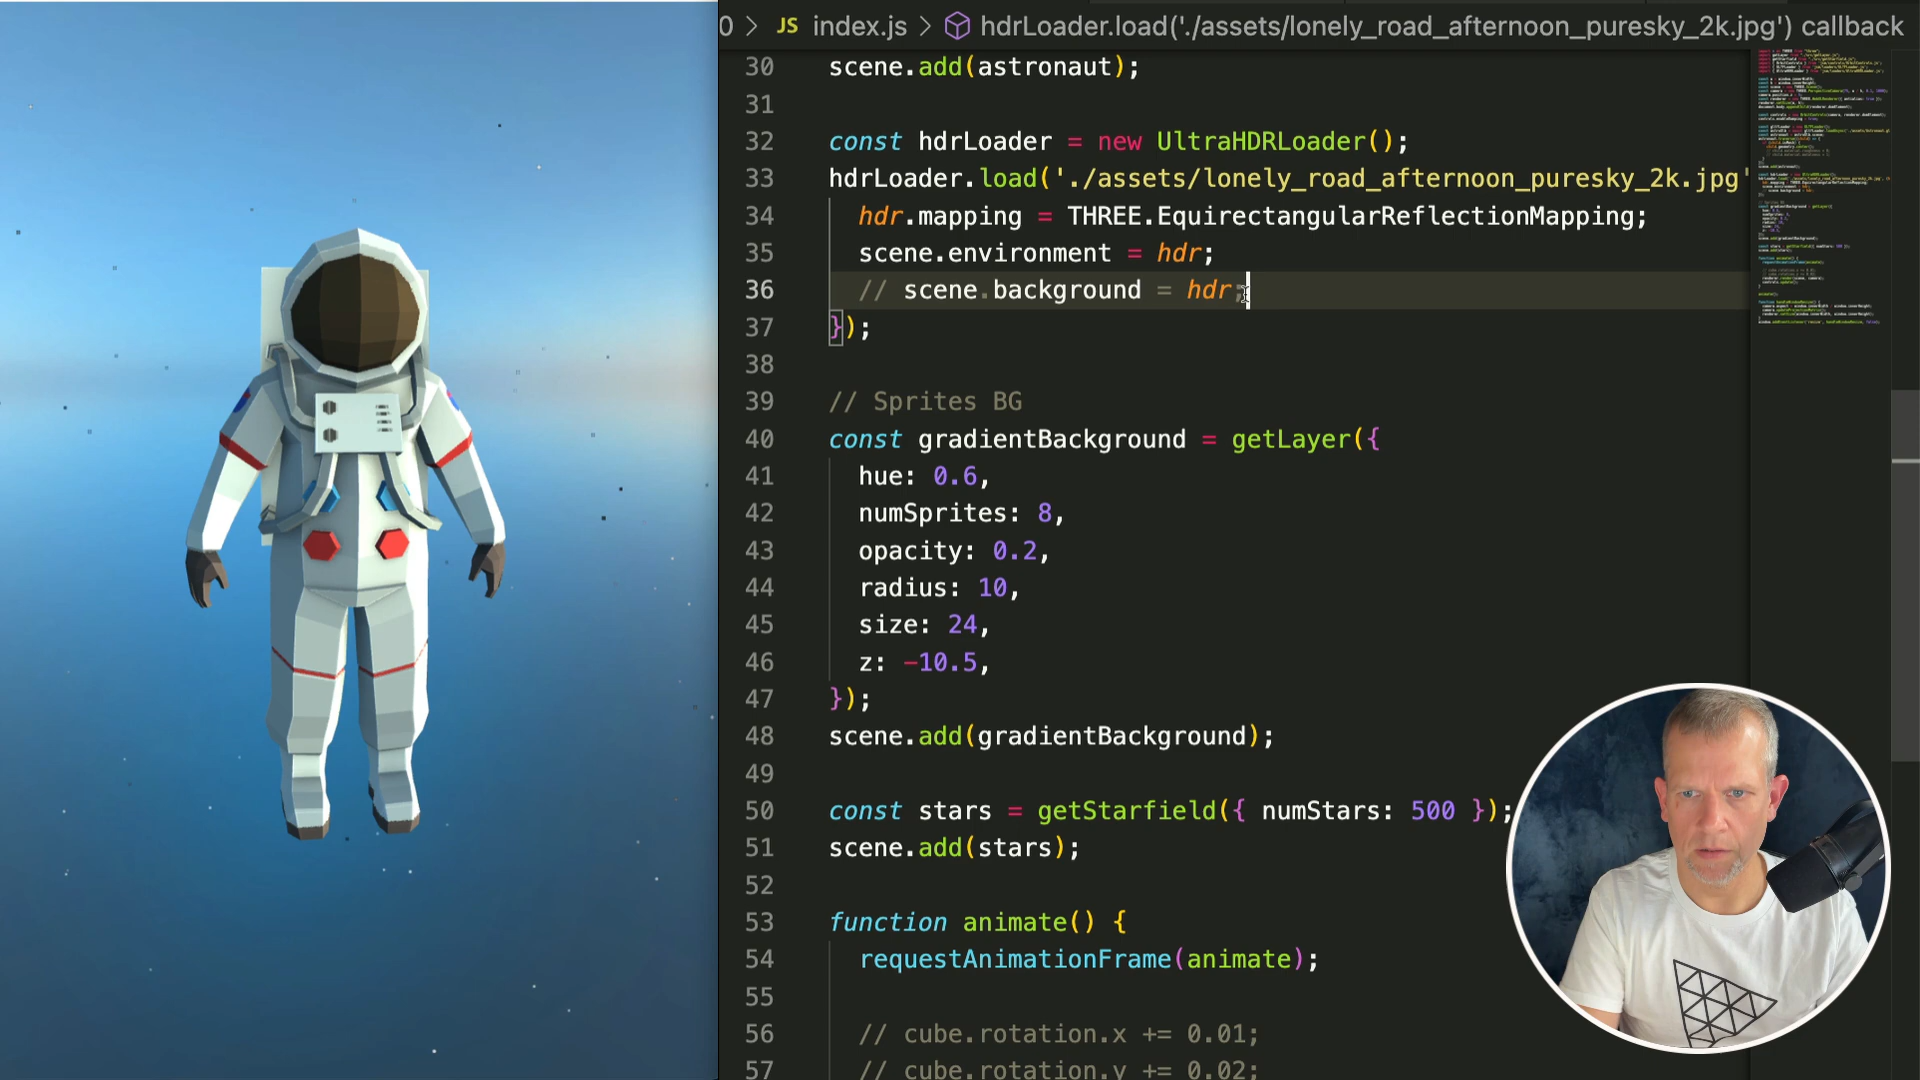 0 > JS index.js > hdrLoader.load('./assets/lonely_road_afternoon_puresky_2k.jpg') callback
30 scene.add(astronaut);
31
32 const hdrLoader = new UltraHDRLoader();
33 hdrLoader.load('./assets/lonely_road_afternoon_puresky_2k.jpg'
34 hdr.mapping = THREE.EquirectangularReflectionMapping;
35 scene.environment = hdr;
36 // scene.background = hdr;
37 });
38
39 // Sprites BG
40 const gradientBackground = getLayer({
41 hue: 0.6,
42 numSprites: 8,
43 opacity: 0.2,
44 radius: 10,
45 size: 24,
46 z: -10.5,
47 });
48 scene.add(gradientBackground);
49
50 const stars = getStarfield({ numStars: 500 });
51 scene.add(stars);
52
53 function animate() {
54 requestAnimationFrame(animate);
55
56 // cube.rotation.x += 0.01;
57 // cube.rotation.y += 0.02;